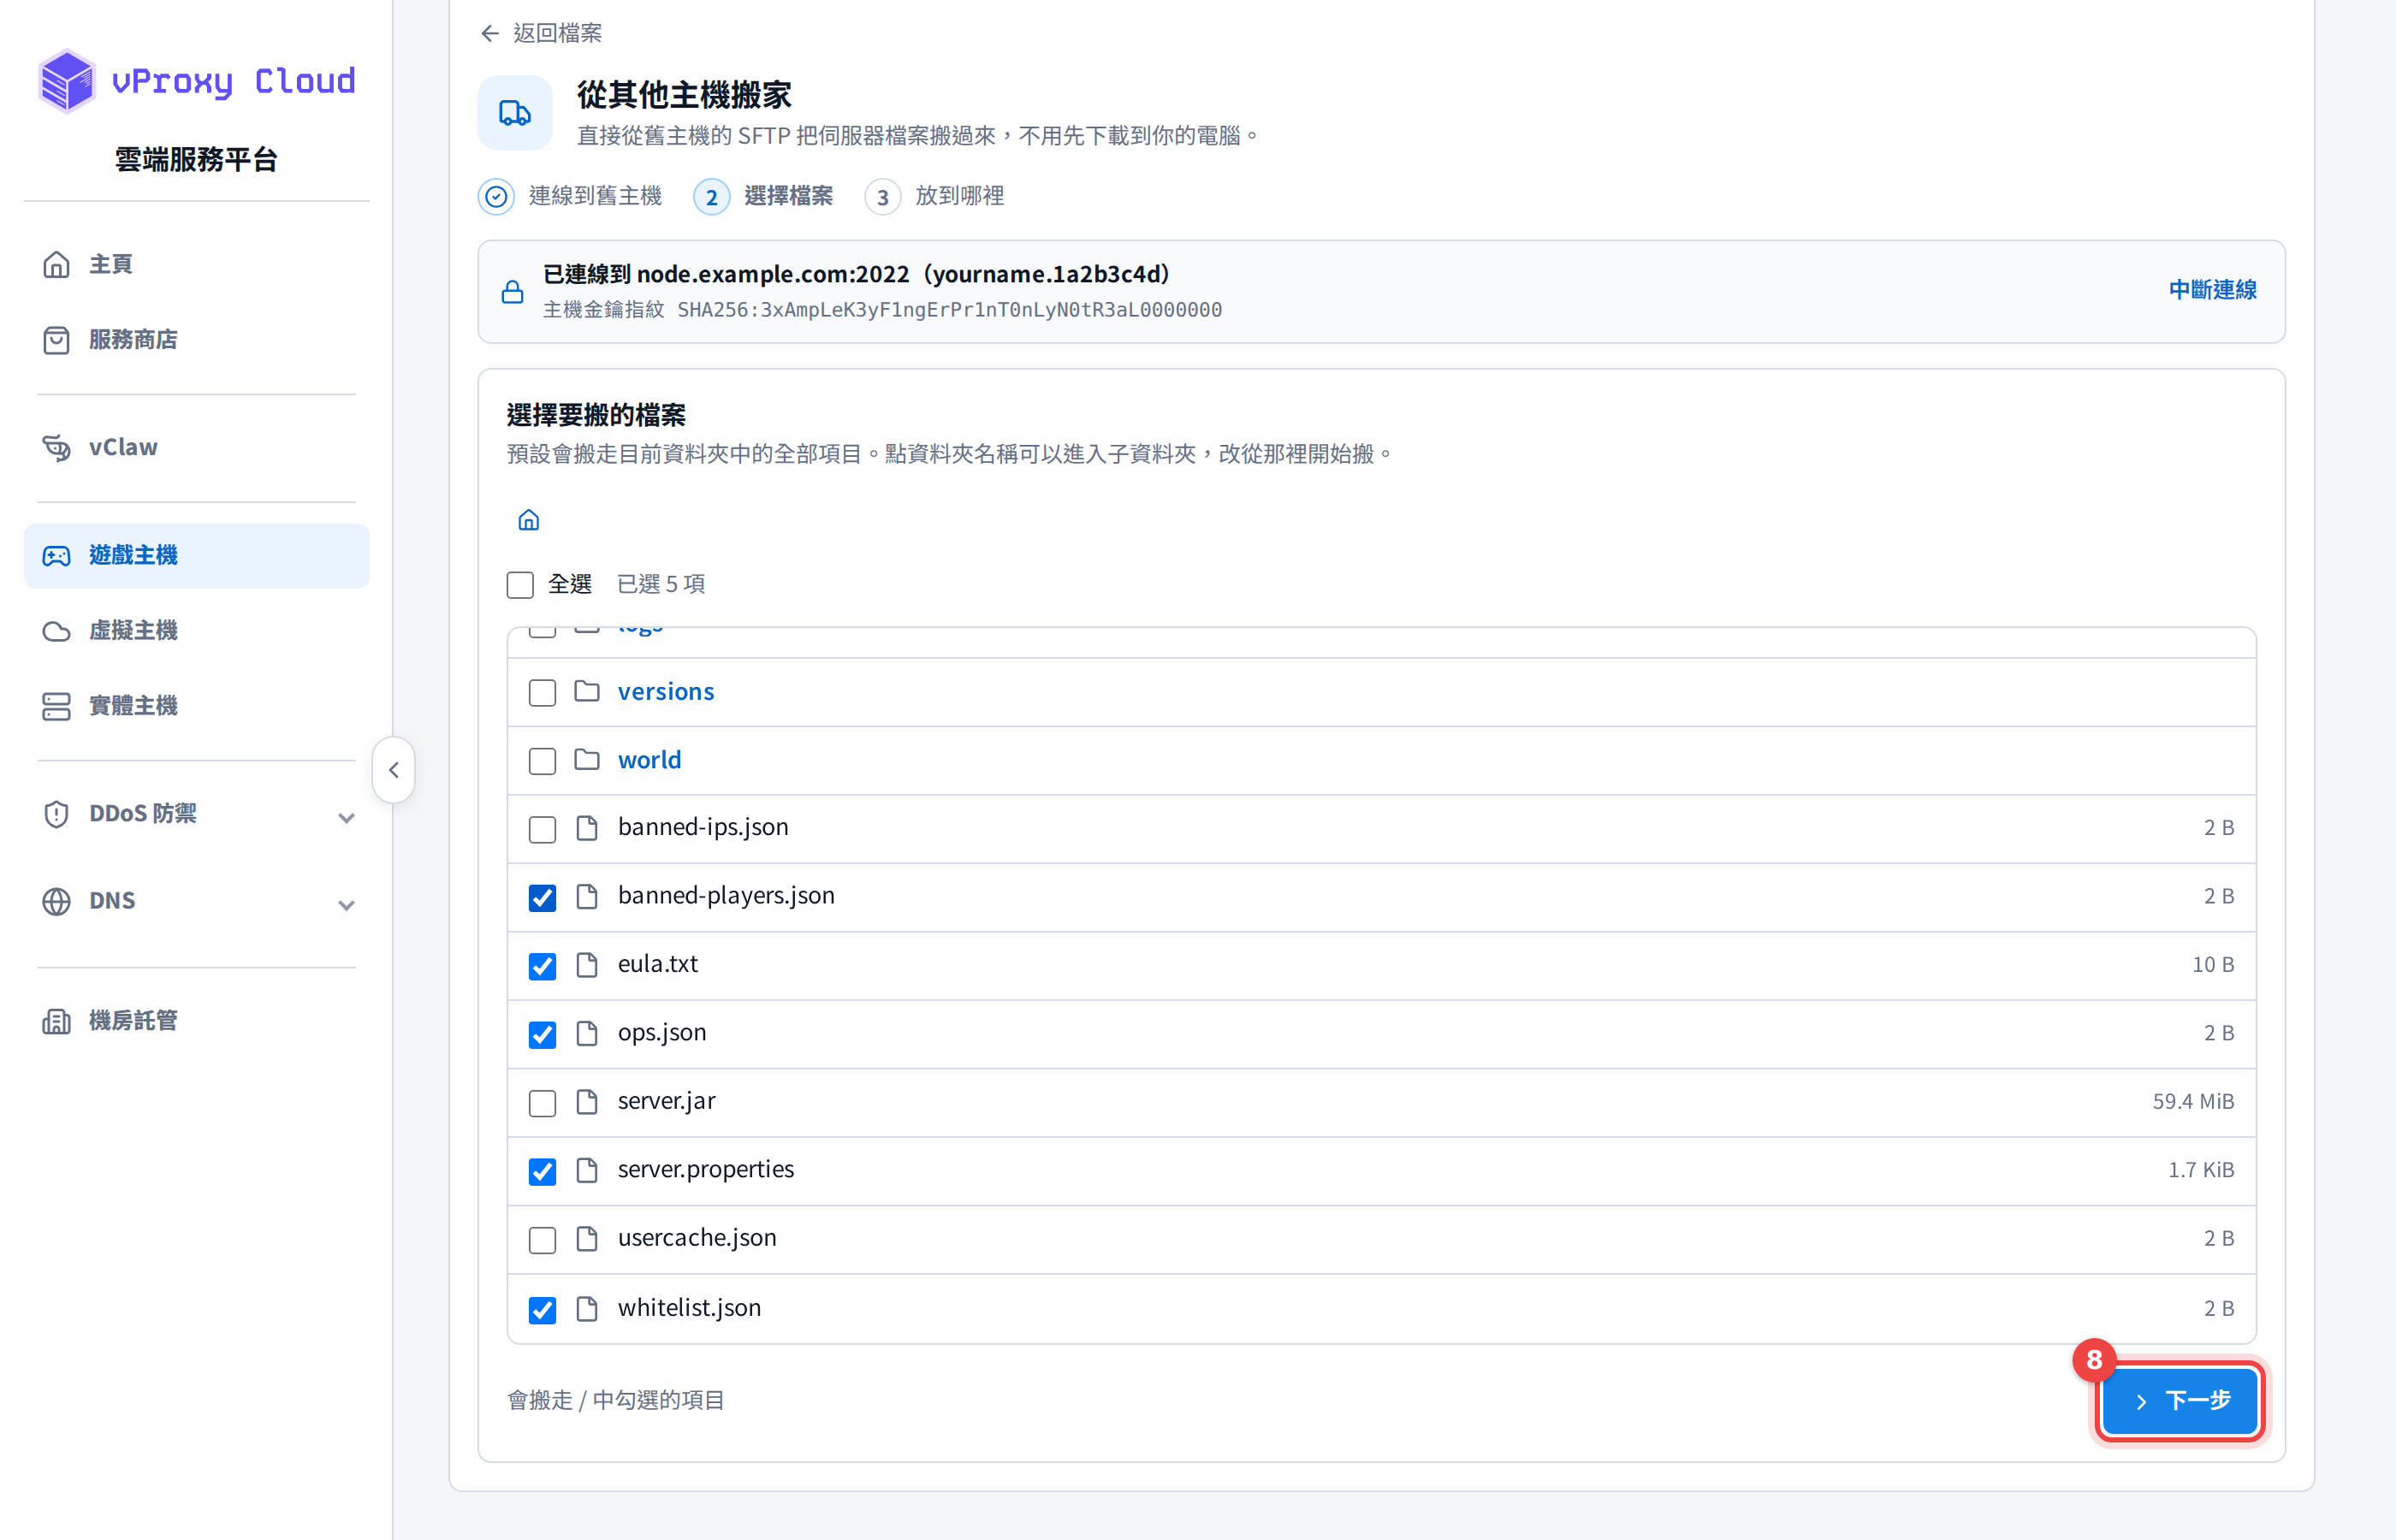 vProxy Cloud
雲端服務平台
主頁
服務商店
vClaw
遊戲主機
虛擬主機
實體主機
DDoS 防禦
DNS
機房託管
返回檔案
從其他主機搬家
直接從舊主機的 SFTP 把伺服器檔案搬過來，不用先下載到你的電腦。
連線到舊主機 2 選擇檔案 3 放到哪裡
已連線到 node.example.com:2022（yourname.1a2b3c4d）
主機金鑰指紋 SHA256:3xAmpLeK3yF1ngErPr1nT0nLyN0tR3aL0000000
中斷連線
選擇要搬的檔案
預設會搬走目前資料夾中的全部項目。點資料夾名稱可以進入子資料夾，改從那裡開始搬。
全選 已選 5 項
logs
versions
world
banned-ips.json 2 B
banned-players.json 2 B
eula.txt 10 B
ops.json 2 B
server.jar 59.4 MiB
server.properties 1.7 KiB
usercache.json 2 B
whitelist.json 2 B
會搬走 / 中勾選的項目
8
下一步